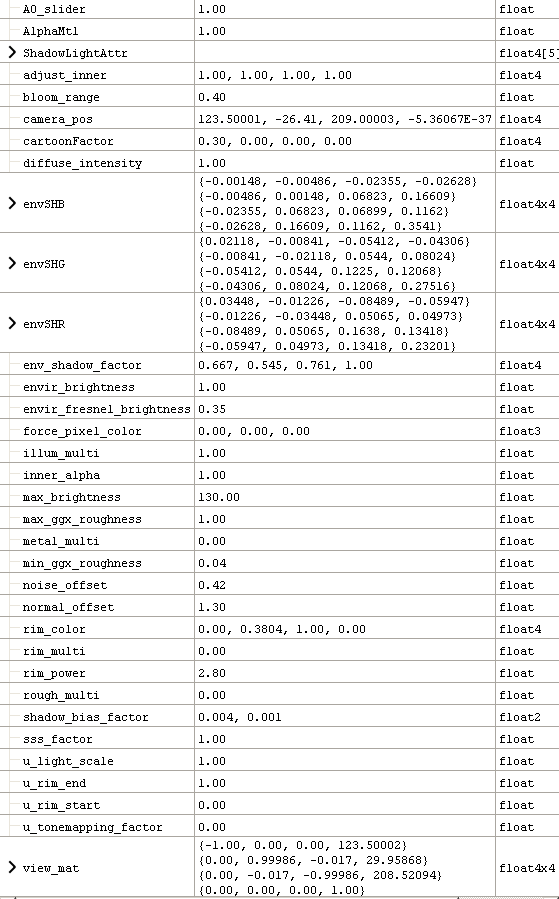 A0_slider 1.00 float
AlphaMtl 1.00 float
ShadowLightAttr float4[5]
adjust_inner 1.00, 1.00, 1.00, 1.00 float4
bloom_range 0.40 float
camera_pos 123.50001, -26.41, 209.00003, -5.36067E-37 float4
cartoonFactor 0.30, 0.00, 0.00, 0.00 float4
diffuse_intensity 1.00 float
{-0.00148, -0.00486, -0.02355, -0.02628}
{-0.00486, 0.00148, 0.06823, 0.16609}
envSHB float4x4
{-0.02355, 0.06823, 0.06899, 0.1162}
{-0.02628, 0.16609, 0.1162, 0.3541}
{0.02118, -0.00841, -0.05412, -0.04306}
{-0.00841, -0.02118, 0.0544, 0.08024}
envSHG float4x4
{-0.05412, 0.0544, 0.1225, 0.12068}
{-0.04306, 0.08024, 0.12068, 0.27516}
{0.03448, -0.01226, -0.08489, -0.05947}
{-0.01226, -0.03448, 0.05065, 0.04973}
envSHR float4x4
{-0.08489, 0.05065, 0.1638, 0.13418}
{-0.05947, 0.04973, 0.13418, 0.23201}
env_shadow_factor 0.667, 0.545, 0.761, 1.00 float4
envir_brightness 1.00 float
envir_fresnel_brightness 0.35 float
force_pixel_color 0.00, 0.00, 0.00 float3
illum_multi 1.00 float
inner_alpha 1.00 float
max_brightness 130.00 float
max_ggx_roughness 1.00 float
metal_multi 0.00 float
min_ggx_roughness 0.04 float
noise_offset 0.42 float
normal_offset 1.30 float
rim_color 0.00, 0.3804, 1.00, 0.00 float4
rim_multi 0.00 float
rim_power 2.80 float
rough_multi 0.00 float
shadow_bias_factor 0.004, 0.001 float2
sss_factor 1.00 float
u_light_scale 1.00 float
u_rim_end 1.00 float
u_rim_start 0.00 float
u_tonemapping_factor 0.00 float
{-1.00, 0.00, 0.00, 123.50002}
{0.00, 0.99986, -0.017, 29.95868}
view_mat float4x4
{0.00, -0.017, -0.99986, 208.52094}
{0.00, 0.00, 0.00, 1.00}